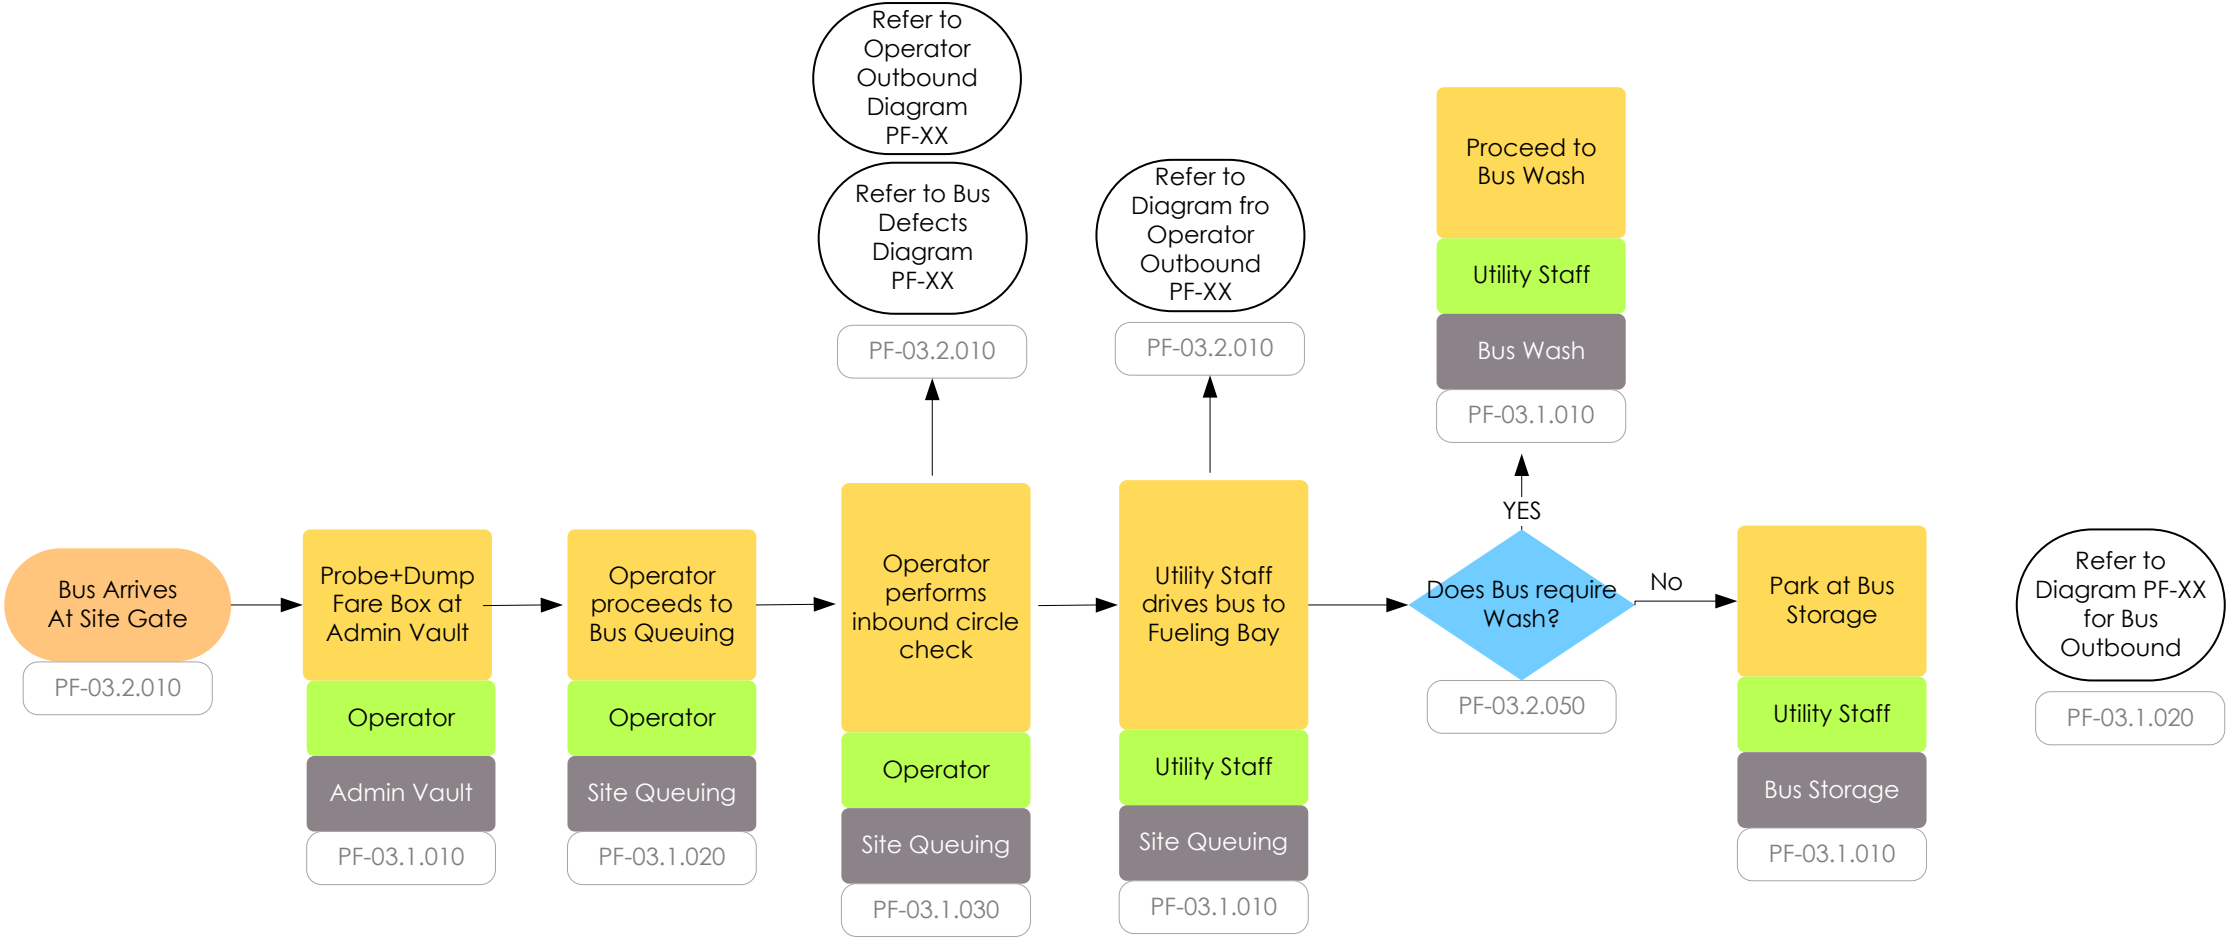 Refer to
Operator
Outbound
Diagram
PF-XX
Refer to Bus
Defects
Diagram
PF-XX
PF-03.2.010
Refer to
Diagram fro
Operator
Outbound
PF-XX
PF-03.2.010
Proceed to
Bus Wash
Utility Staff
Bus Wash
PF-03.1.010
YES
Bus Arrives
At Site Gate
PF-03.2.010
Probe+Dump
Fare Box at
Admin Vault
Operator
Admin Vault
PF-03.1.010
Operator
proceeds to
Bus Queuing
Operator
Site Queuing
PF-03.1.020
Operator
performs
inbound circle
check
Operator
Site Queuing
PF-03.1.030
Utility Staff
drives bus to
Fueling Bay
Utility Staff
Site Queuing
PF-03.1.010
Does Bus require
Wash?
PF-03.2.050
No
Park at Bus
Storage
Utility Staff
Bus Storage
PF-03.1.010
Refer to
Diagram PF-XX
for Bus
Outbound
PF-03.1.020